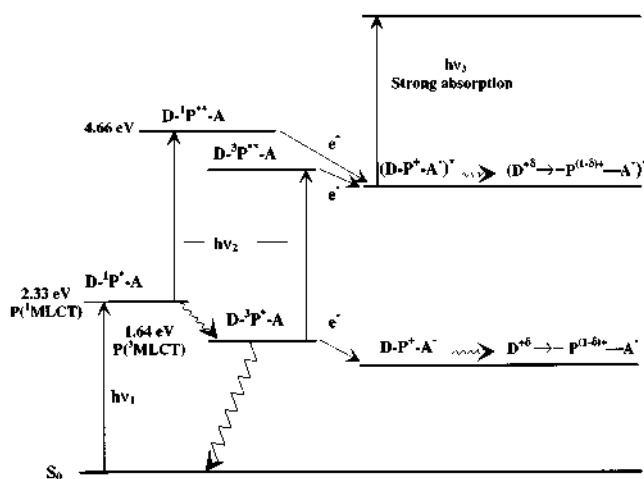 hν₃
Strong absorption
D-¹P**-A
4.66 eV
e⁻
D-³P**-A
(D-P⁺-A⁻)* (D⁺ᵟ→–P⁽¹⁻ᵟ⁾⁺—A⁻)*
e⁻
hν₂
D-¹P*-A
2.33 eV
P(¹MLCT)
D-³P*-A
1.64 eV
P(³MLCT)
e⁻
D-P⁺-A⁻ D⁺ᵟ→– P⁽¹⁻ᵟ⁾⁺—A⁻
hν₁
S₀